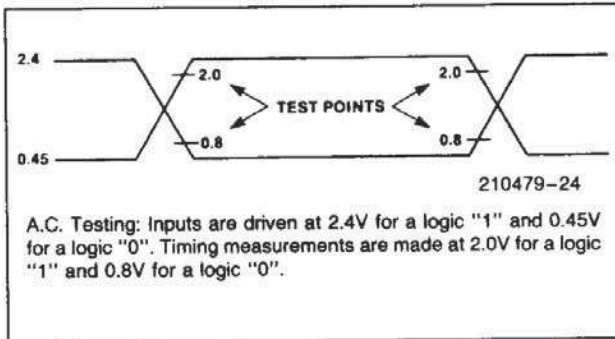 2.4
2.0
2.0
TEST POINTS
0.8
0.8
0.45
210479-24
A.C. Testing: Inputs are driven at 2.4V for a logic "1" and 0.45V
for a logic "0". Timing measurements are made at 2.0V for a logic
"1" and 0.8V for a logic "0".